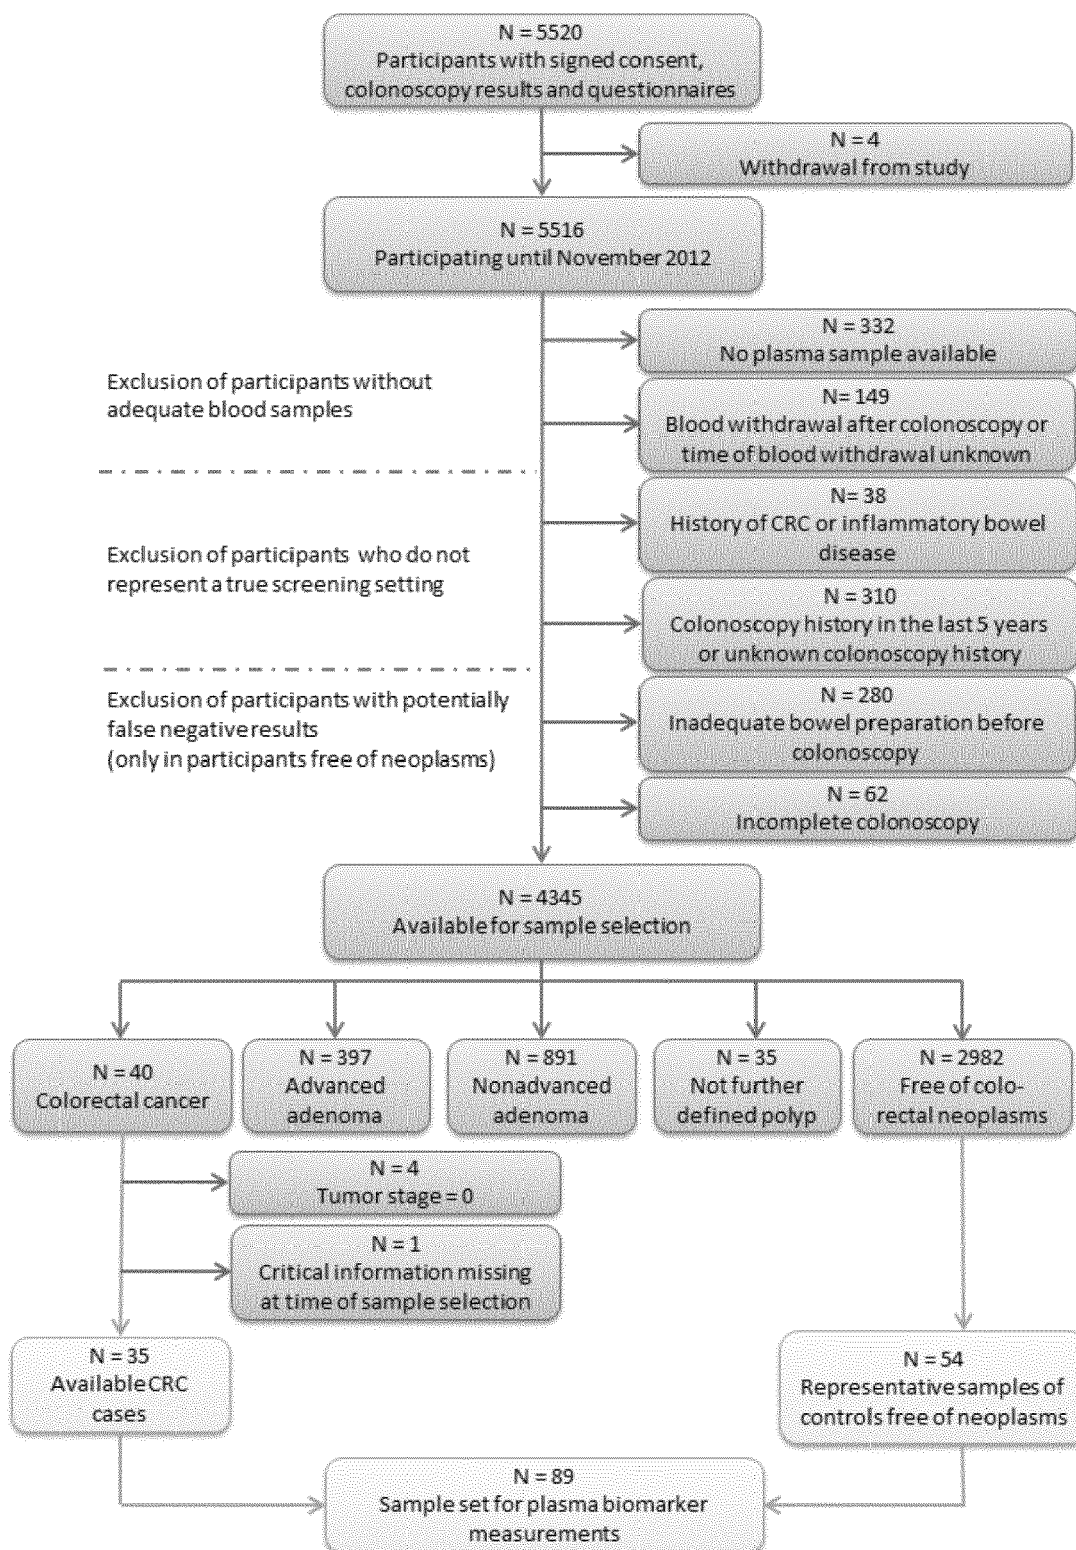 N = 5520
Participants with signed consent,
colonoscopy results and questionnaires
N = 4
Withdrawal from study
N = 5516
Participating until November 2012
N = 332
No plasma sample available
Exclusion of participants without
adequate blood samples
N= 149
Blood withdrawal after colonoscopy or
time of blood withdrawal unknown
N= 38
History of CRC or inflammatory bowel
disease
Exclusion of participants who do not
represent a true screening setting
N = 310
Colonoscopy history in the last 5 years
or unknown colonoscopy history
Exclusion of participants with potentially
false negative results
(only in participants free of neoplasms)
N = 280
Inadequate bowel preparation before
colonoscopy
N = 62
Incomplete colonoscopy
N = 4345
Available for sample selection
N = 40
Colorectal cancer
N = 397
Advanced
adenoma
N = 891
Nonadvanced
adenoma
N = 35
Not further
defined polyp
N = 2982
Free of colo-
rectal neoplasms
N = 4
Tumor stage = 0
N = 1
Critical information missing
at time of sample selection
N = 35
Available CRC
cases
N = 54
Representative samples of
controls free of neoplasms
N = 89
Sample set for plasma biomarker
measurements